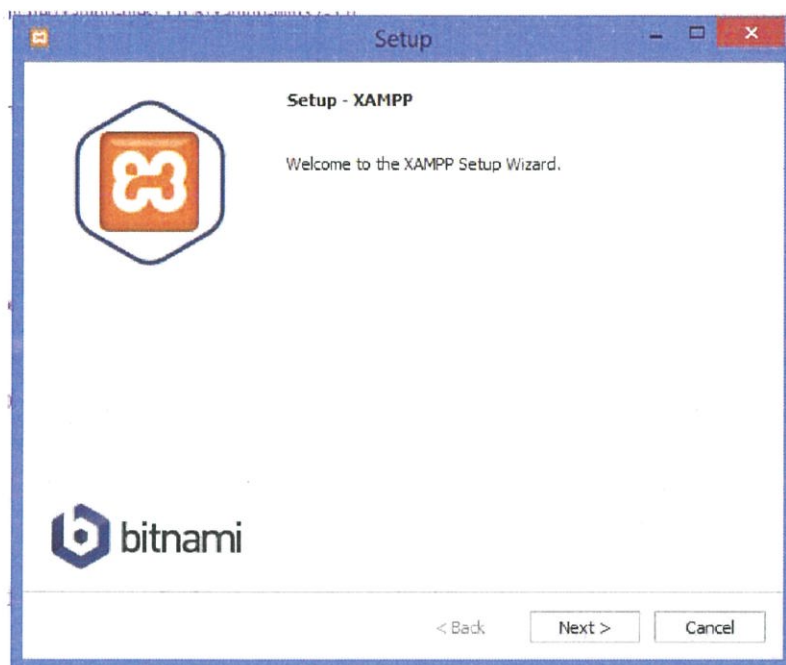 Setup
Setup - XAMPP
Welcome to the XAMPP Setup Wizard.
bitnami
< Back
Next >
Cancel